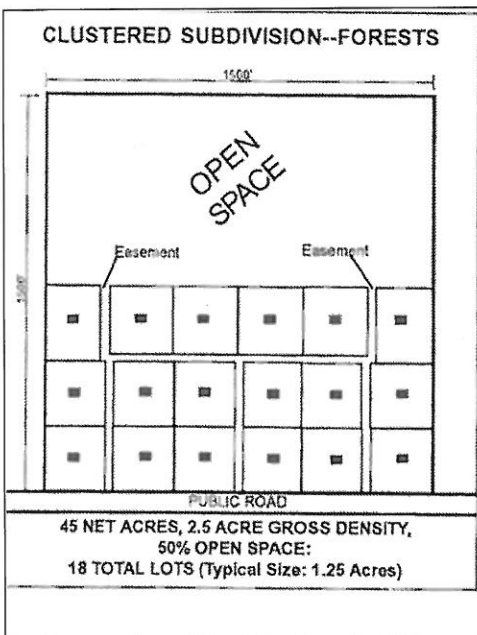 CLUSTERED SUBDIVISION--FORESTS
1500'
OPEN
SPACE
Easement
Easement
1500'
PUBLIC ROAD
45 NET ACRES, 2.5 ACRE GROSS DENSITY,
50% OPEN SPACE:
18 TOTAL LOTS (Typical Size: 1.25 Acres)